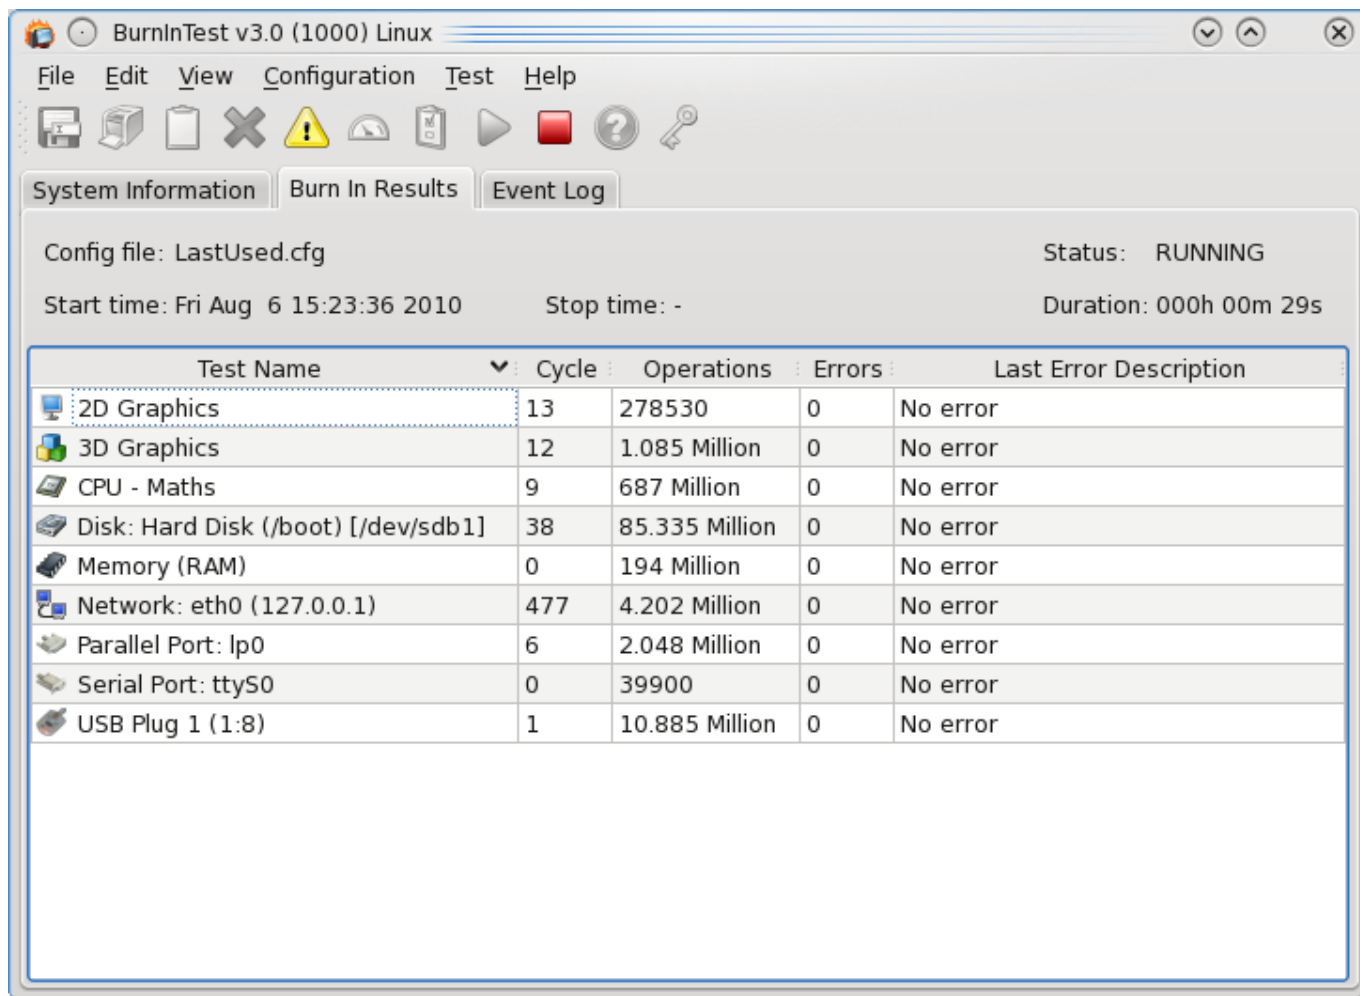 BurnInTest v3.0 (1000) Linux
File Edit View Configuration Test Help
System Information Burn In Results Event Log
Config file: LastUsed.cfg Status: RUNNING
Start time: Fri Aug  6 15:23:36 2010 Stop time: - Duration: 000h 00m 29s
Test Name Cycle Operations Errors Last Error Description
2D Graphics 13 278530 0 No error
3D Graphics 12 1.085 Million 0 No error
CPU - Maths 9 687 Million 0 No error
Disk: Hard Disk (/boot) [/dev/sdb1] 38 85.335 Million 0 No error
Memory (RAM) 0 194 Million 0 No error
Network: eth0 (127.0.0.1) 477 4.202 Million 0 No error
Parallel Port: lp0 6 2.048 Million 0 No error
Serial Port: ttyS0 0 39900 0 No error
USB Plug 1 (1:8) 1 10.885 Million 0 No error